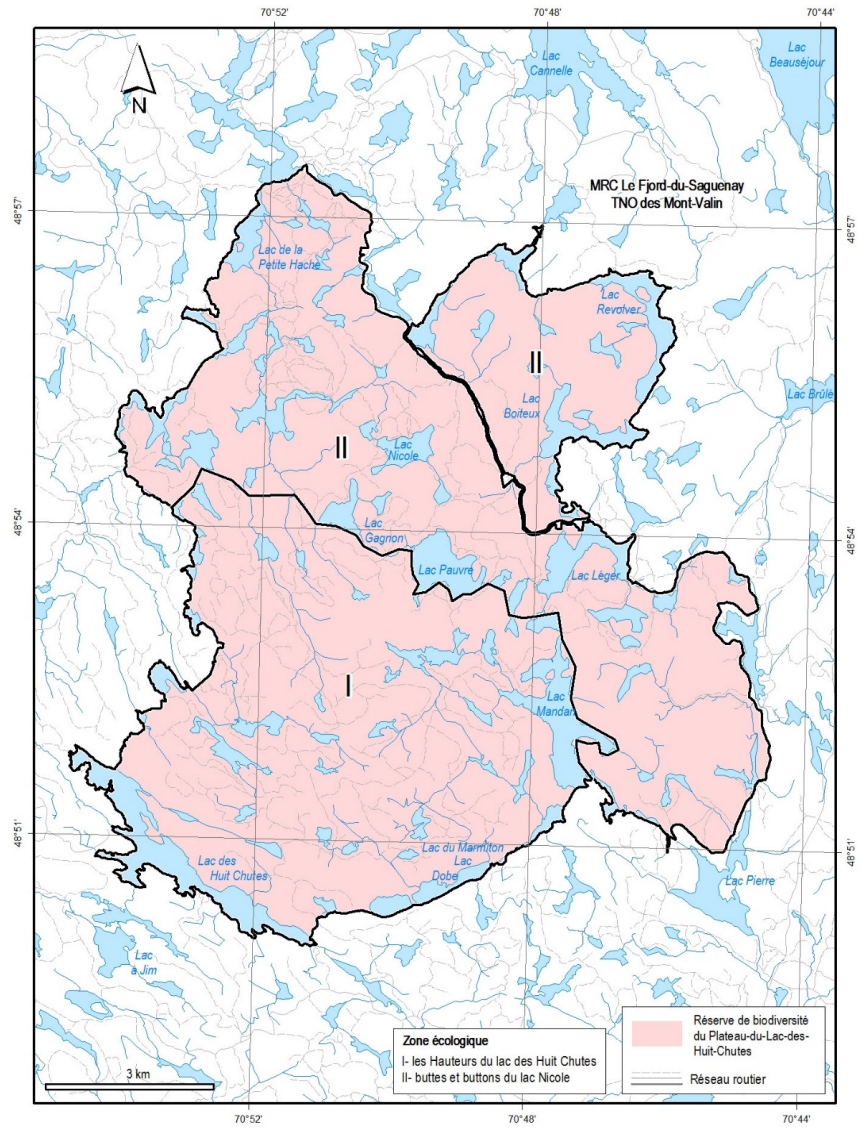 70°52'
70°48'
70°44'
Lac
Cannelle
Lac
Beauséjour
N
MRC Le Fjord-du-Saguenay
TNO des Mont-Valin
48°57'
48°57'
Lac de la
Petite Hache
Lac
Revolver
II
Lac
Boiteux
Lac Brûlé
II
Lac
Nicole
48°54'
48°54'
Lac
Gagnon
Lac Pauvre
Lac Léger
I
Lac
Mandan
48°51'
48°51'
Lac du Marmiton
Lac
Dobe
Lac des
Huit Chutes
Lac Pierre
Lac
à Jim
Zone écologique
I- les Hauteurs du lac des Huit Chutes
II- buttes et buttons du lac Nicole
Réserve de biodiversité
du Plateau-du-Lac-des-
Huit-Chutes
Réseau routier
3 km
70°52'
70°48'
70°44'